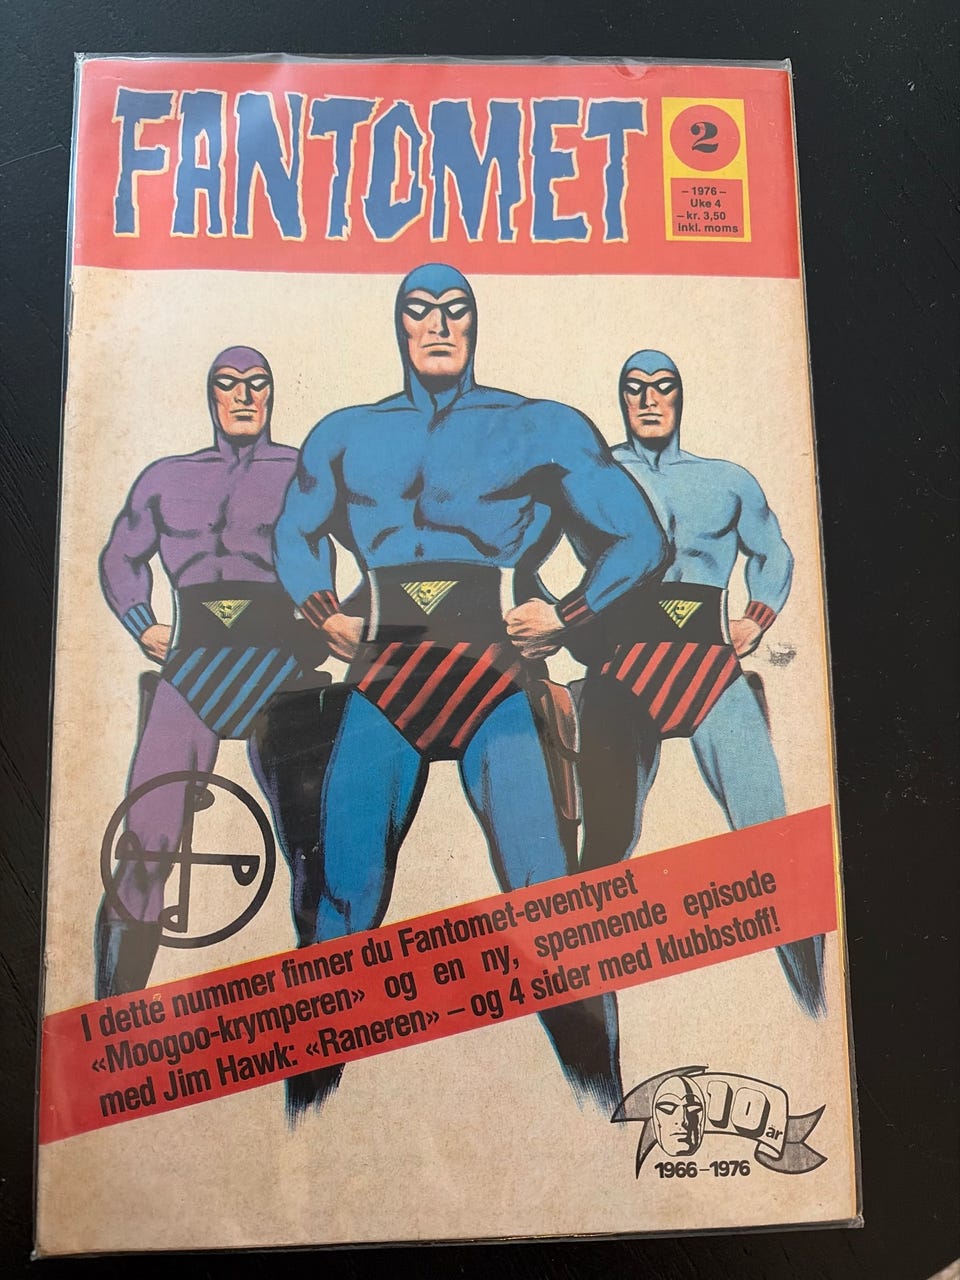 FANTOMET
2
– 1976 –
Uke 4
– kr. 3,50
inkl. moms
I dette nummer finner du Fantomet-eventyret
«Moogoo-krymperen» og en ny, spennende episode
med Jim Hawk: «Raneren» – og 4 sider med klubbstoff!
10 år
1966–1976